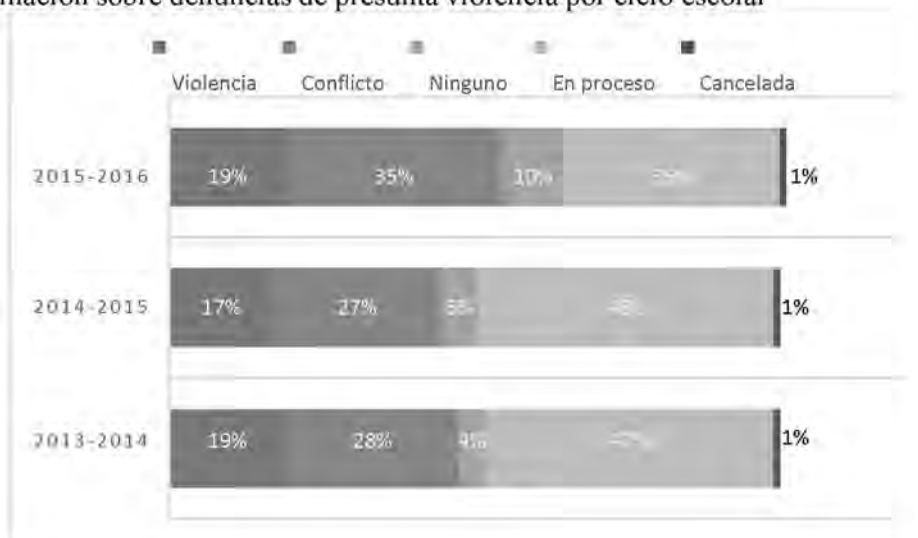 mación sobre denuncias de presunta violencia por ciclo escolar
Violencia Conflicto Ninguno En proceso Cancelada
2015-2016 19% 35% 10% 1%
2014-2015 17% 27% 1%
2013-2014 19% 28% 4% 1%